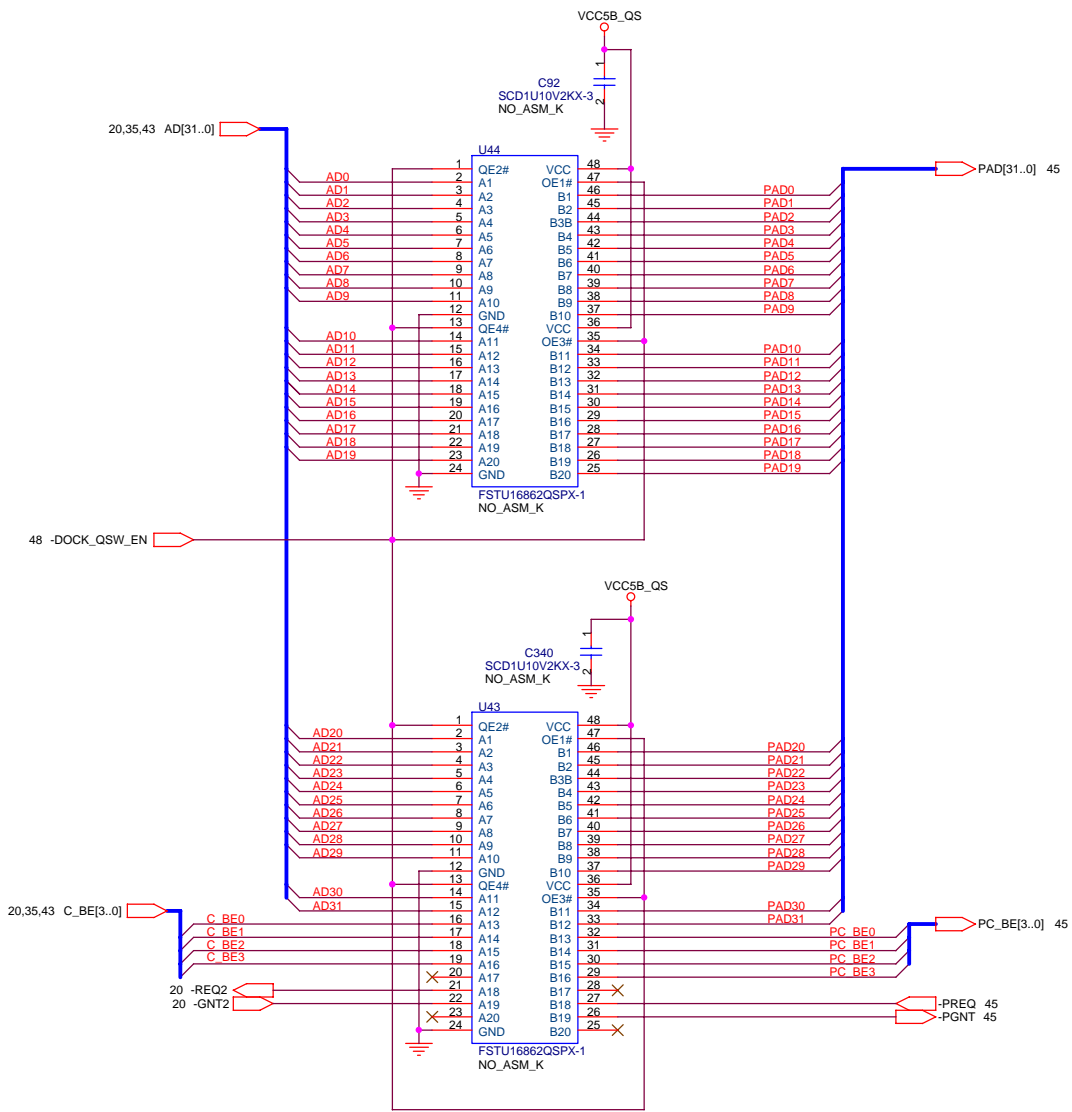 VCC5B_QS
1
C92
SCD1U10V2KX-3
NO_ASM_K
2
20,35,43 AD[31..0]
PAD[31..0] 45
U44
1 QE2# VCC 48
AD0 2 A1 OE1# 47
AD1 3 A2 B1 46 PAD0
AD2 4 A3 B2 45 PAD1
AD3 5 A4 B3B 44 PAD2
AD4 6 A5 B4 43 PAD3
AD5 7 A6 B5 42 PAD4
AD6 8 A7 B6 41 PAD5
AD7 9 A8 B7 40 PAD6
AD8 10 A9 B8 39 PAD7
AD9 11 A10 B9 38 PAD8
12 GND B10 37 PAD9
13 QE4# VCC 36
AD10 14 A11 OE3# 35
AD11 15 A12 B11 34 PAD10
AD12 16 A13 B12 33 PAD11
AD13 17 A14 B13 32 PAD12
AD14 18 A15 B14 31 PAD13
AD15 19 A16 B15 30 PAD14
AD16 20 A17 B16 29 PAD15
AD17 21 A18 B17 28 PAD16
AD18 22 A19 B18 27 PAD17
AD19 23 A20 B19 26 PAD18
24 GND B20 25 PAD19
FSTU16862QSPX-1
NO_ASM_K
48 -DOCK_QSW_EN
VCC5B_QS
1
C340
SCD1U10V2KX-3
NO_ASM_K
2
U43
1 QE2# VCC 48
AD20 2 A1 OE1# 47
AD21 3 A2 B1 46 PAD20
AD22 4 A3 B2 45 PAD21
AD23 5 A4 B3B 44 PAD22
AD24 6 A5 B4 43 PAD23
AD25 7 A6 B5 42 PAD24
AD26 8 A7 B6 41 PAD25
AD27 9 A8 B7 40 PAD26
AD28 10 A9 B8 39 PAD27
AD29 11 A10 B9 38 PAD28
12 GND B10 37 PAD29
13 QE4# VCC 36
AD30 14 A11 OE3# 35
AD31 15 A12 B11 34 PAD30
20,35,43 C_BE[3..0]
C_BE0 16 A13 B12 33 PAD31
PC_BE[3..0] 45
C_BE1 17 A14 B13 32 PC_BE0
C_BE2 18 A15 B14 31 PC_BE1
C_BE3 19 A16 B15 30 PC_BE2
20 A17 B16 29 PC_BE3
20 -REQ2 21 A18 B17 28
20 -GNT2 22 A19 B18 27 -PREQ 45
23 A20 B19 26 -PGNT 45
24 GND B20 25
FSTU16862QSPX-1
NO_ASM_K